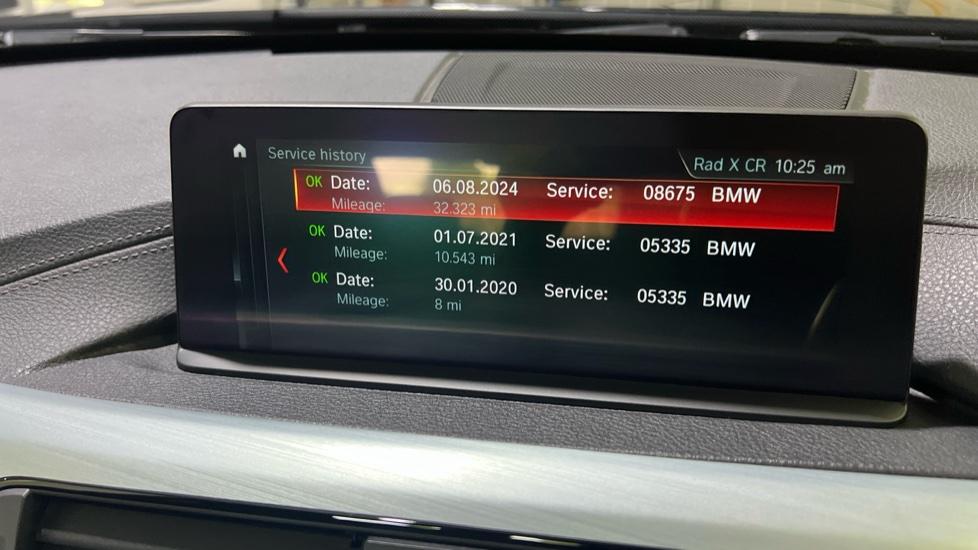 Service history
Rad X CR 10:25 am
OK Date: 06.08.2024 Service: 08675 BMW
Mileage: 32.323 mi
OK Date: 01.07.2021 Service: 05335 BMW
Mileage: 10.543 mi
OK Date: 30.01.2020 Service: 05335 BMW
Mileage: 8 mi